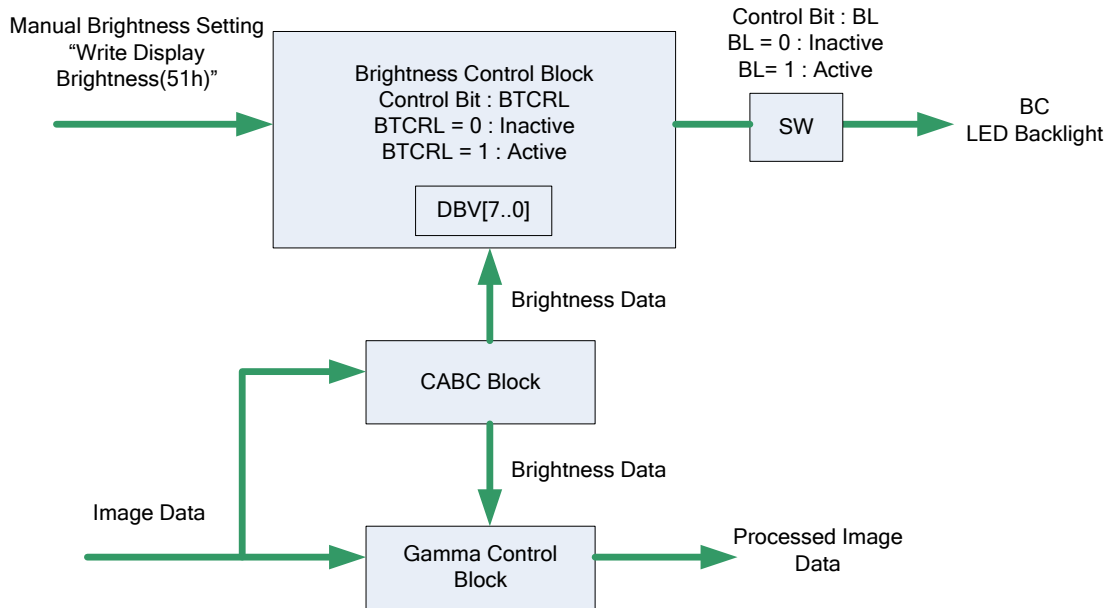 Manual Brightness Setting
“Write Display
Brightness(51h)”
Brightness Control Block
Control Bit : BTCRL
BTCRL = 0 : Inactive
BTCRL = 1 : Active
DBV[7..0]
Control Bit : BL
BL = 0 : Inactive
BL= 1 : Active
SW
BC
LED Backlight
Brightness Data
CABC Block
Brightness Data
Image Data
Gamma Control
Block
Processed Image
Data